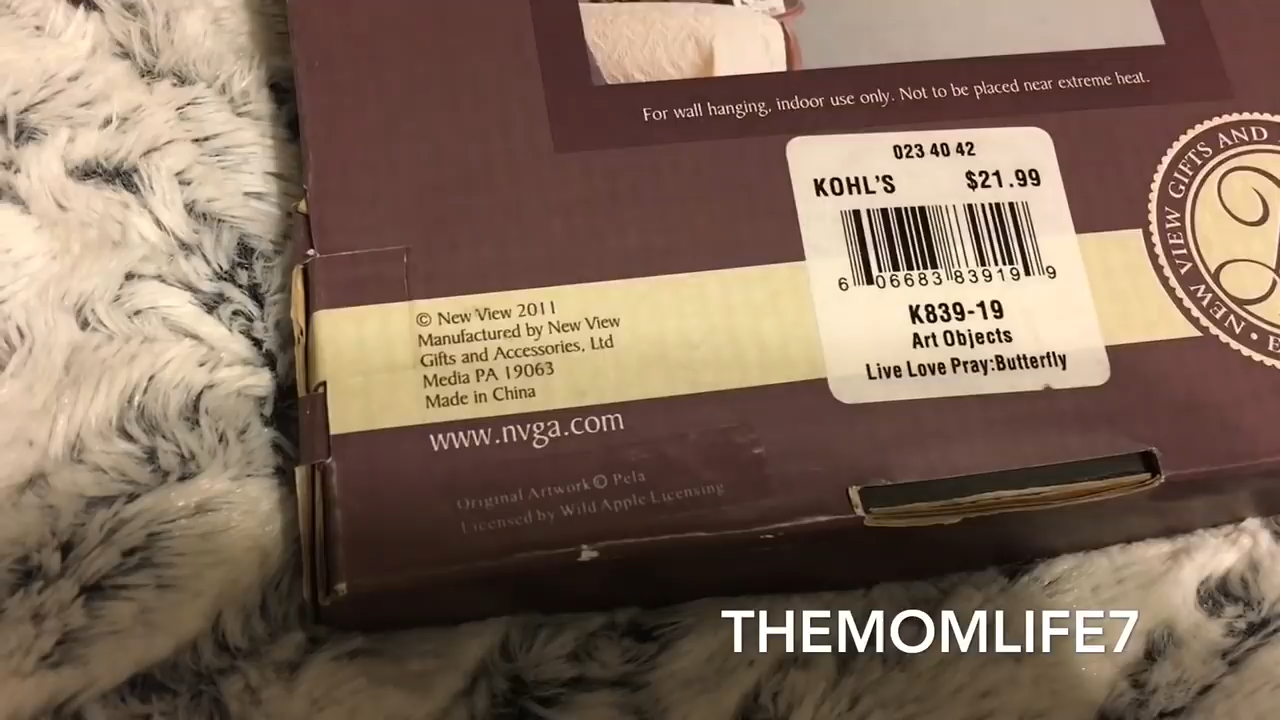 For wall hanging, indoor use only. Not to be placed near extreme heat.
023 40 42
KOHL'S $21.99
6 06683 83919 9
K839-19
Art Objects
Live Love Pray:Butterfly
NEW VIEW GIFTS AND
© New View 2011
Manufactured by New View
Gifts and Accessories, Ltd
Media PA 19063
Made in China
www.nvga.com
Original Artwork© Pela
Licensed by Wild Apple Licensing
THEMOMLIFE7